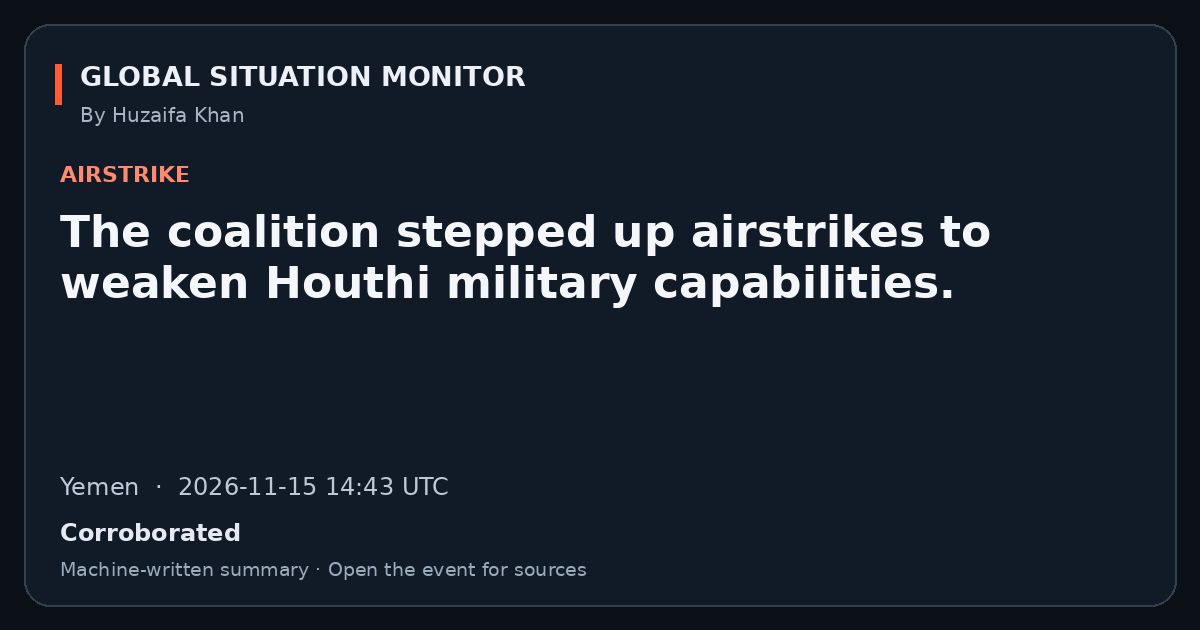 GLOBAL SITUATION MONITOR
By Huzaifa Khan
AIRSTRIKE
The coalition stepped up airstrikes to
weaken Houthi military capabilities.
Yemen · 2026-11-15 14:43 UTC
Corroborated
Machine-written summary · Open the event for sources